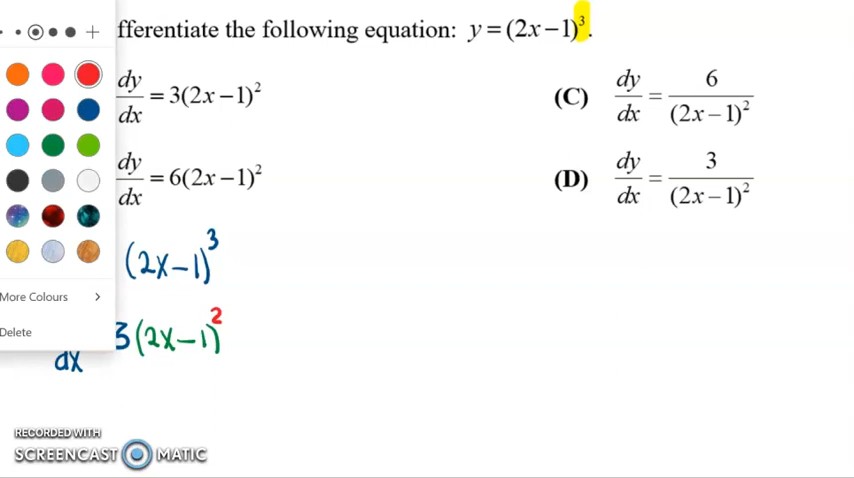 fferentiate the following equation: y = (2x – 1)³.
dy/dx = 3(2x – 1)²
(C) dy/dx = 6/(2x – 1)²
dy/dx = 6(2x – 1)²
(D) dy/dx = 3/(2x – 1)²
(2x – 1)³
3(2x – 1)²
dx
More Colours
Delete
RECORDED WITH
SCREENCAST MATIC